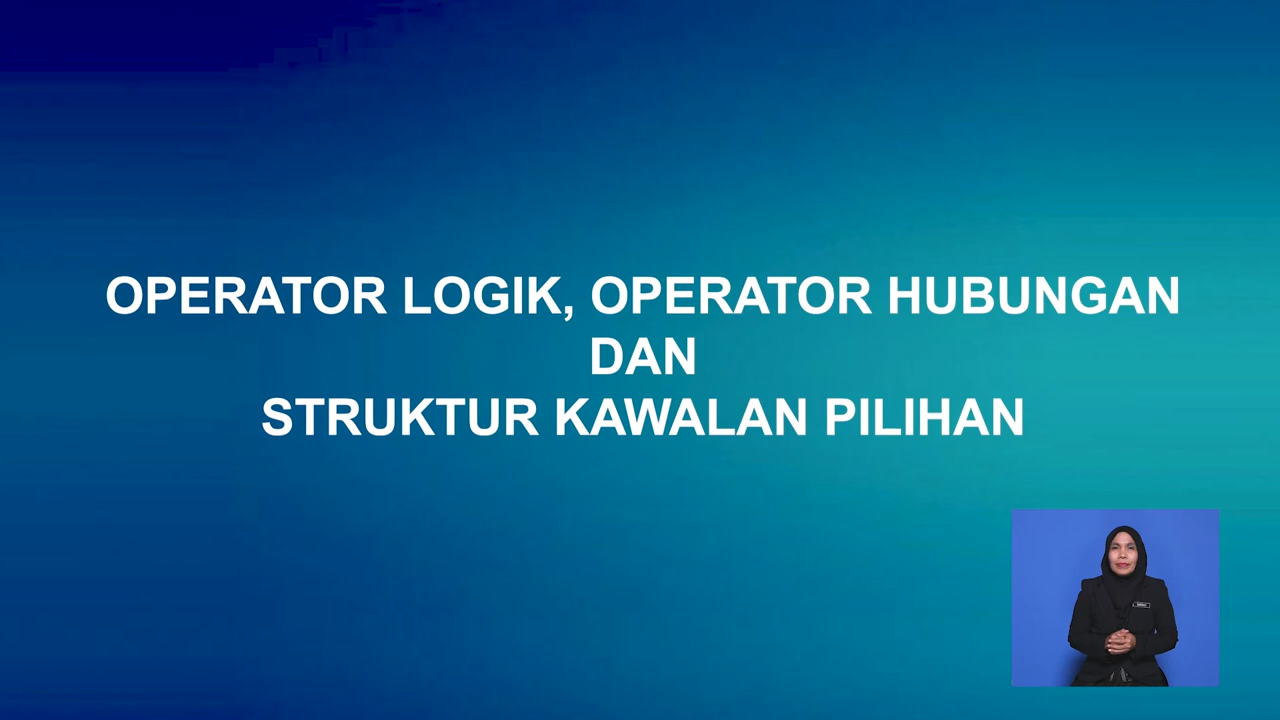 OPERATOR LOGIK, OPERATOR HUBUNGAN
DAN
STRUKTUR KAWALAN PILIHAN